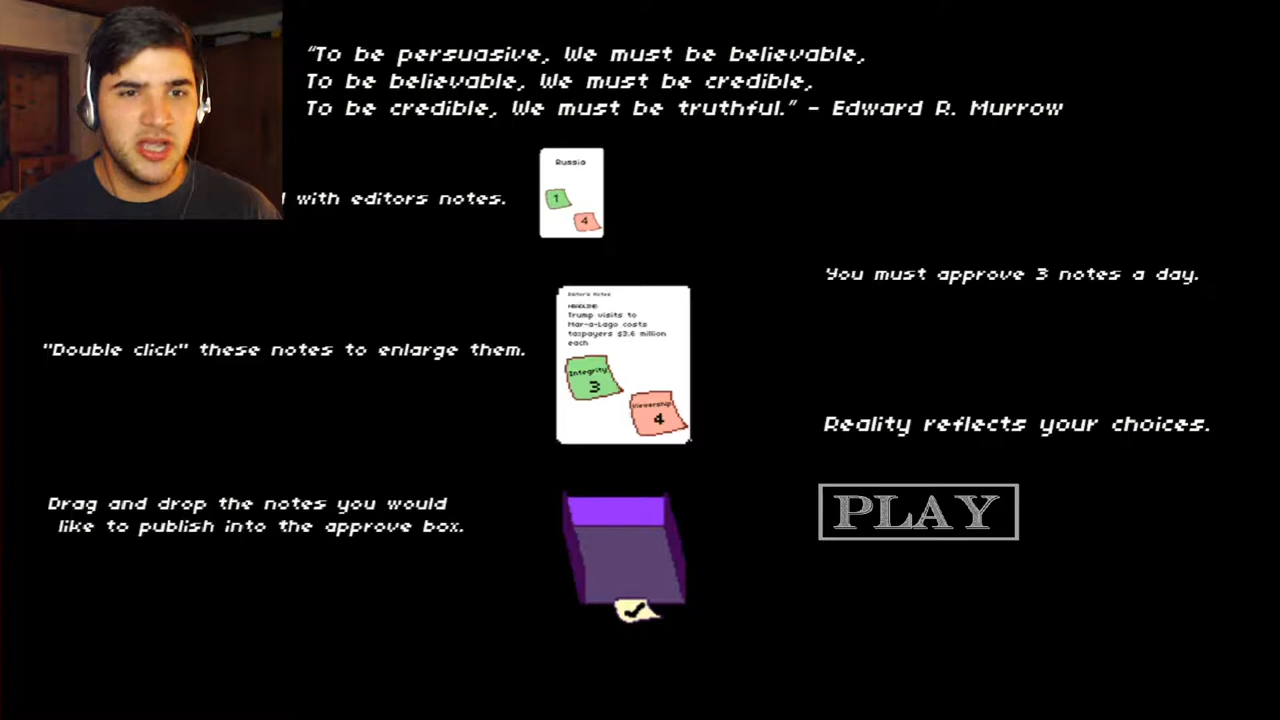 “To be persuasive, We must be believable,
To be believable, We must be credible,
To be credible, We must be truthful.” - Edward R. Murrow
Russia
1
4
with editors notes.
You must approve 3 notes a day.
Editor's Notes
HEADLINE:
Trump visits to
Mar-a-Lago costs
taxpayers $3.6 million
each
Integrity
3
Viewership
4
"Double click" these notes to enlarge them.
Reality reflects your choices.
Drag and drop the notes you would
like to publish into the approve box.
PLAY